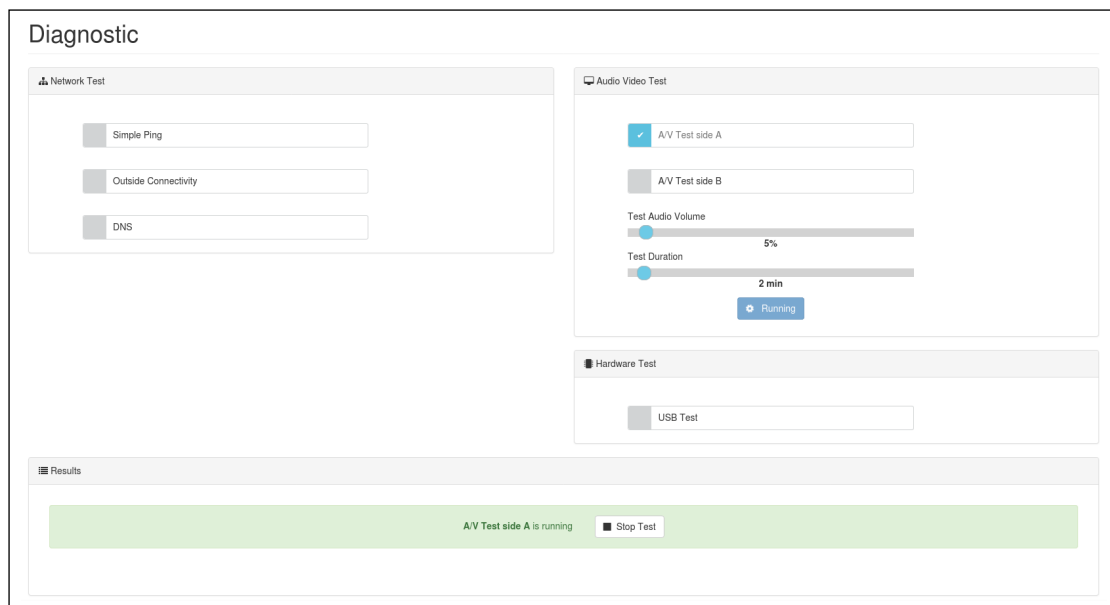 Diagnostic
Network Test
Simple Ping
Outside Connectivity
DNS
Audio Video Test
A/V Test side A
A/V Test side B
Test Audio Volume
5%
Test Duration
2 min
Running
Hardware Test
USB Test
Results
A/V Test side A is running
Stop Test